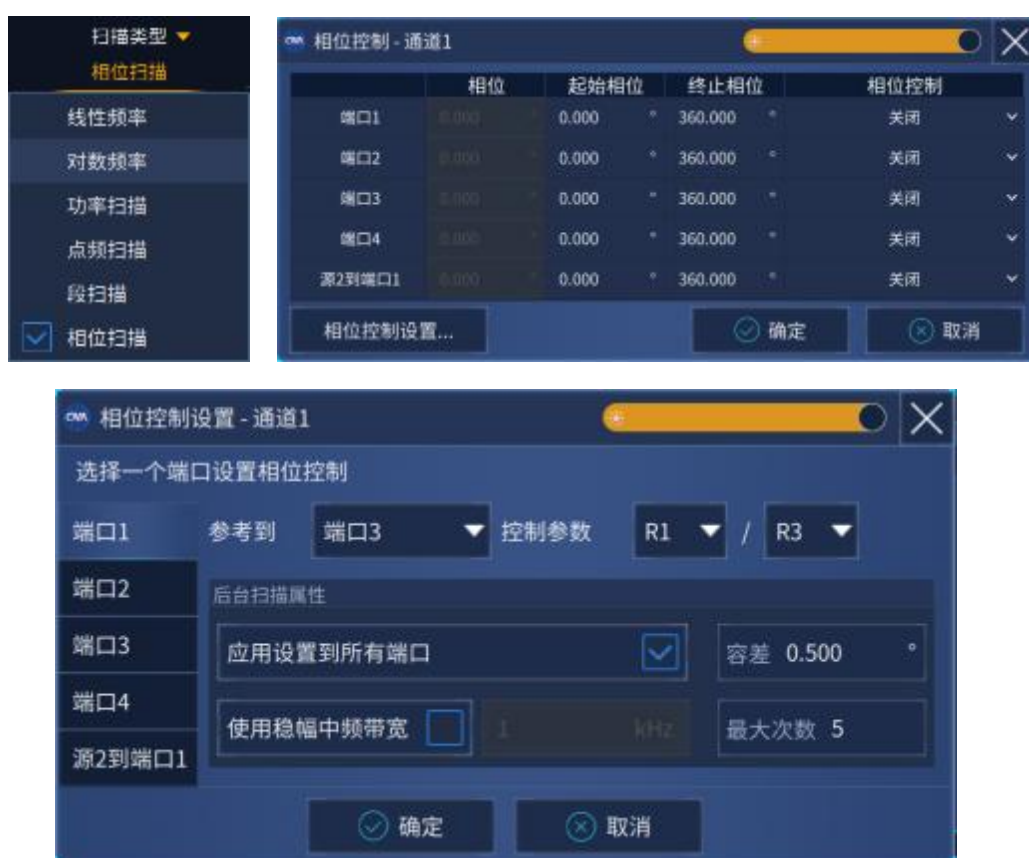 扫描类型
相位扫描
线性频率
对数频率
功率扫描
点频扫描
段扫描
相位扫描
相位控制 - 通道1
相位 起始相位 终止相位 相位控制
端口1 0.000 ° 0.000 ° 360.000 ° 关闭
端口2 0.000 ° 0.000 ° 360.000 ° 关闭
端口3 0.000 ° 0.000 ° 360.000 ° 关闭
端口4 0.000 ° 0.000 ° 360.000 ° 关闭
源2到端口1 0.000 ° 0.000 ° 360.000 ° 关闭
相位控制设置... 确定 取消
相位控制设置 - 通道1
选择一个端口设置相位控制
端口1 参考到 端口3 控制参数 R1 / R3
端口2 后台扫描属性
端口3 应用设置到所有端口 容差 0.500 °
端口4
使用稳幅中频带宽 1 kHz 最大次数 5
源2到端口1
确定 取消